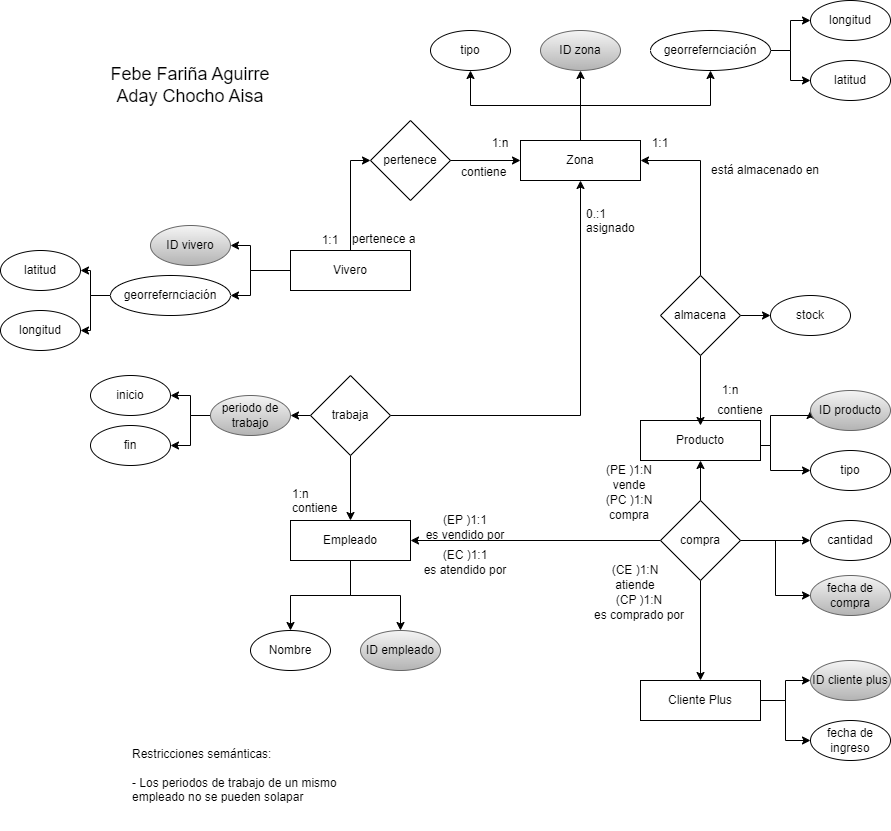 longitud
tipo
ID zona
georrefernciación
Febe Fariña Aguirre
Aday Chocho Aisa
latitud
1:n
1:1
pertenece
Zona
contiene
está almacenado en
0.:1
asignado
ID vivero
1:1
pertenece a
latitud
Vivero
georrefernciación
longitud
almacena
stock
inicio
1:n
periodo de
trabajo
trabaja
contiene
ID producto
fin
Producto
tipo
(PE )1:N
vende
(PC )1:N
compra
1:n
contiene
(EP )1:1
es vendido por
Empleado
compra
cantidad
(EC )1:1
es atendido por
(CE )1:N
atiende
(CP )1:N
es comprado por
fecha de
compra
Nombre
ID empleado
ID cliente plus
Cliente Plus
fecha de
ingreso
Restricciones semánticas:
- Los periodos de trabajo de un mismo
empleado no se pueden solapar